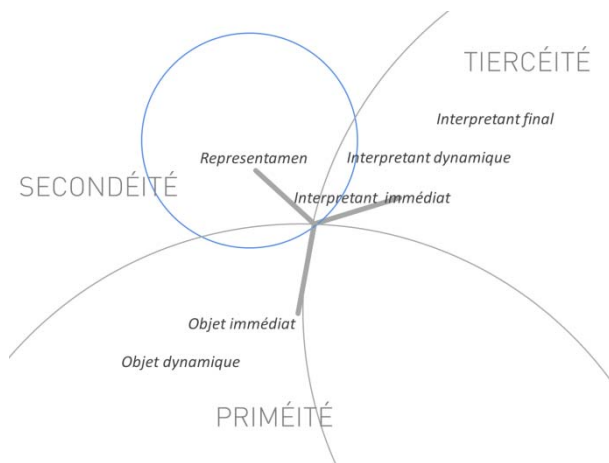 TIERCÉITÉ
Interpretant final
Representamen
Interpretant dynamique
SECONDÉITÉ
Interpretant immédiat
Objet immédiat
Objet dynamique
PRIMÉITÉ